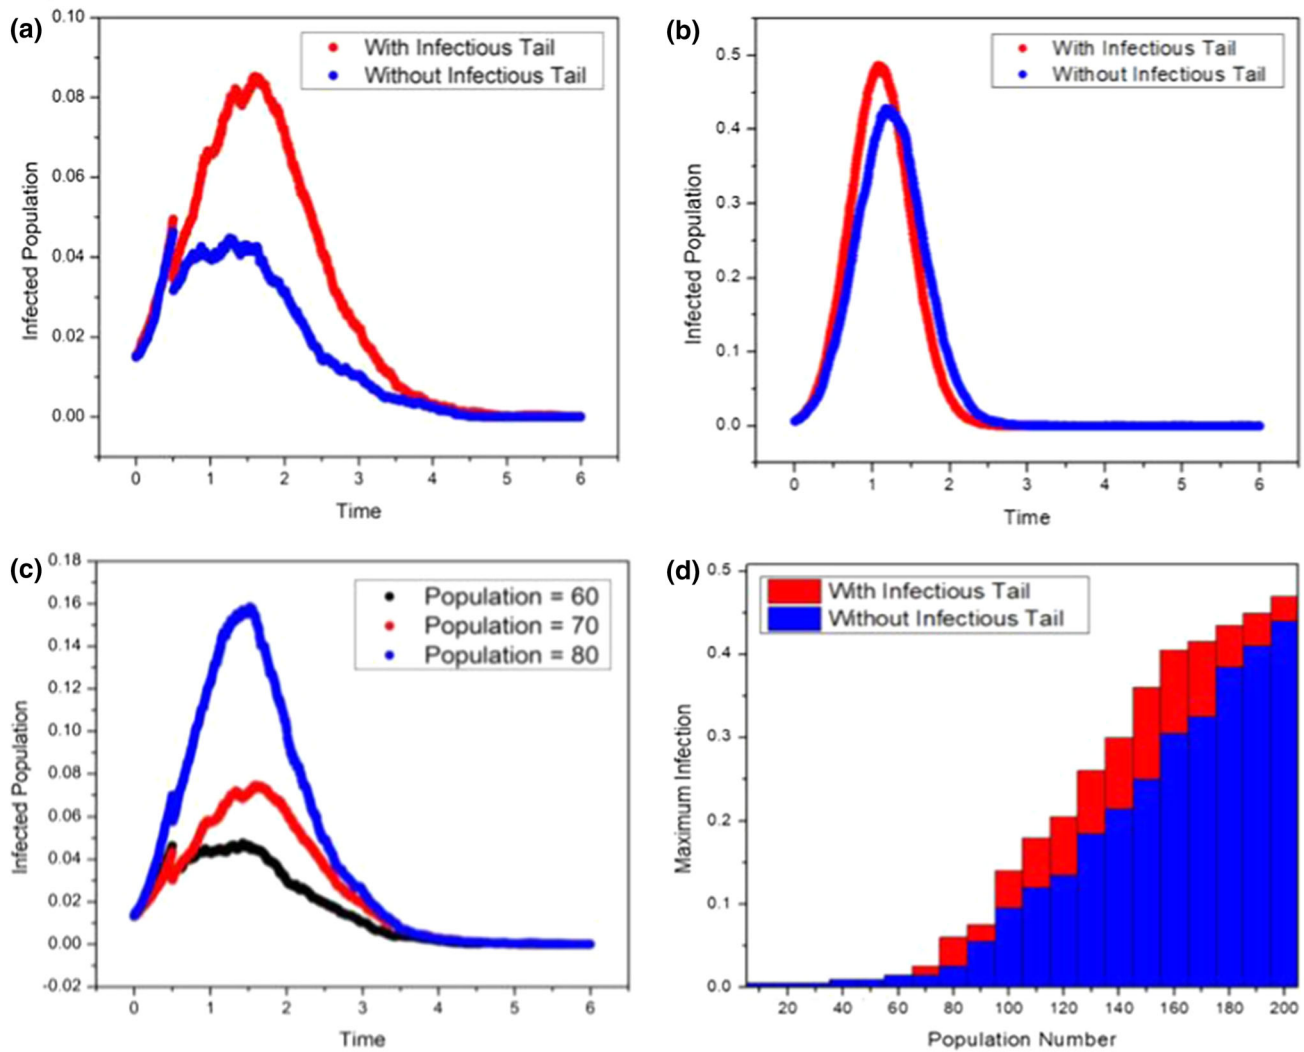 (a)
0.10
0.08
0.06
0.04
0.02
0.00
Infected Population
With Infectious Tail
Without Infectious Tail
0 1 2 3 4 5 6
Time
(b)
0.5
0.4
0.3
0.2
0.1
0.0
Infected Population
With Infectious Tail
Without Infectious Tail
0 1 2 3 4 5 6
Time
(c)
0.18
0.16
0.14
0.12
0.10
0.08
0.06
0.04
0.02
0.00
-0.02
Infected Population
Population = 60
Population = 70
Population = 80
0 1 2 3 4 5 6
Time
(d)
0.5
0.4
0.3
0.2
0.1
0.0
Maximum Infection
With Infectious Tail
Without Infectious Tail
20 40 60 80 100 120 140 160 180 200
Population Number